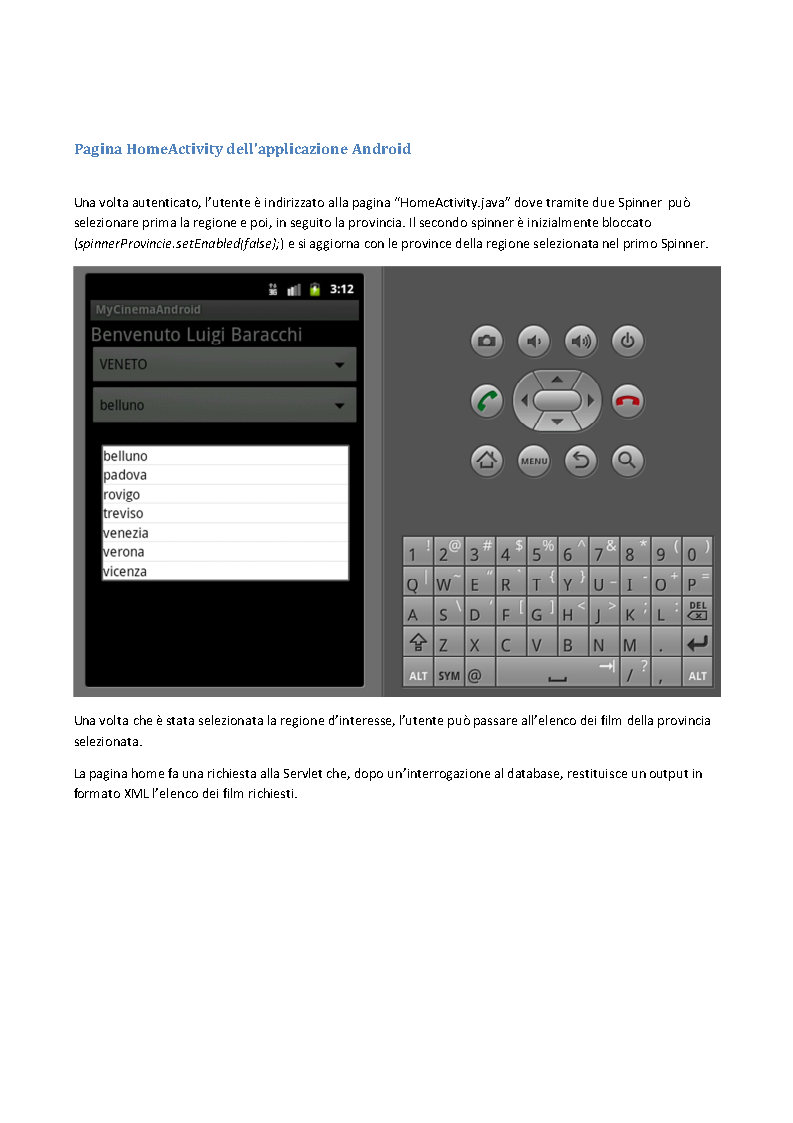 Pagina HomeActivity dell'applicazione Android
Una volta autenticato, l'utente è indirizzato alla pagina "HomeActivity.java" dove tramite due Spinner può
selezionare prima la regione e poi, in seguito la provincia. Il secondo spinner è inizialmente bloccato
(spinnerProvincie.setEnabled(false);) e si aggiorna con le province della regione selezionata nel primo Spinner.
3G 3:12
MyCinemaAndroid
Benvenuto Luigi Baracchi
VENETO
belluno
belluno
padova
rovigo
treviso
venezia
verona
vicenza
MENU
1 ! 2 @ 3 # 4 $ 5 % 6 ^ 7 & 8 * 9 ( 0 )
Q | W ~ E " R ` T { Y } U _ I - O + P =
A S \ D ' F [ G ] H < J > K ; L : DEL
Z X C V B N M .
ALT SYM @ / ? , ALT
Una volta che è stata selezionata la regione d'interesse, l'utente può passare all'elenco dei film della provincia
selezionata.
La pagina home fa una richiesta alla Servlet che, dopo un'interrogazione al database, restituisce un output in
formato XML l'elenco dei film richiesti.